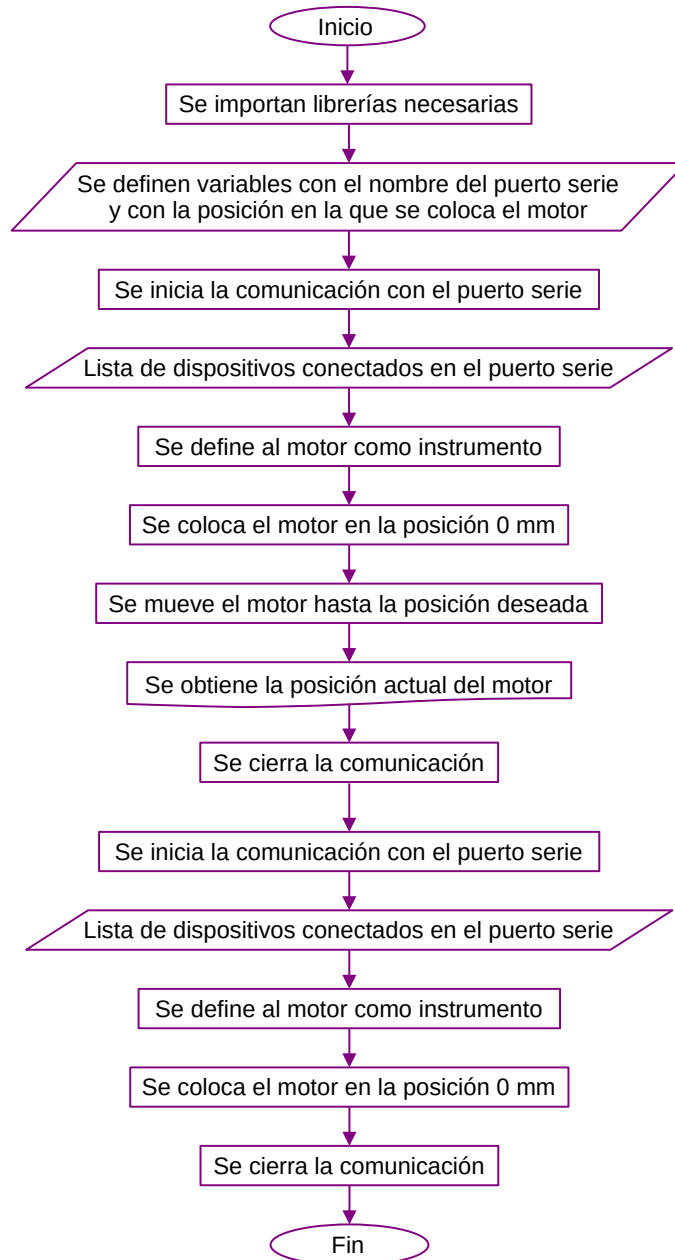 Inicio
Se importan librerías necesarias
Se definen variables con el nombre del puerto serie
y con la posición en la que se coloca el motor
Se inicia la comunicación con el puerto serie
Lista de dispositivos conectados en el puerto serie
Se define al motor como instrumento
Se coloca el motor en la posición 0 mm
Se mueve el motor hasta la posición deseada
Se obtiene la posición actual del motor
Se cierra la comunicación
Se inicia la comunicación con el puerto serie
Lista de dispositivos conectados en el puerto serie
Se define al motor como instrumento
Se coloca el motor en la posición 0 mm
Se cierra la comunicación
Fin